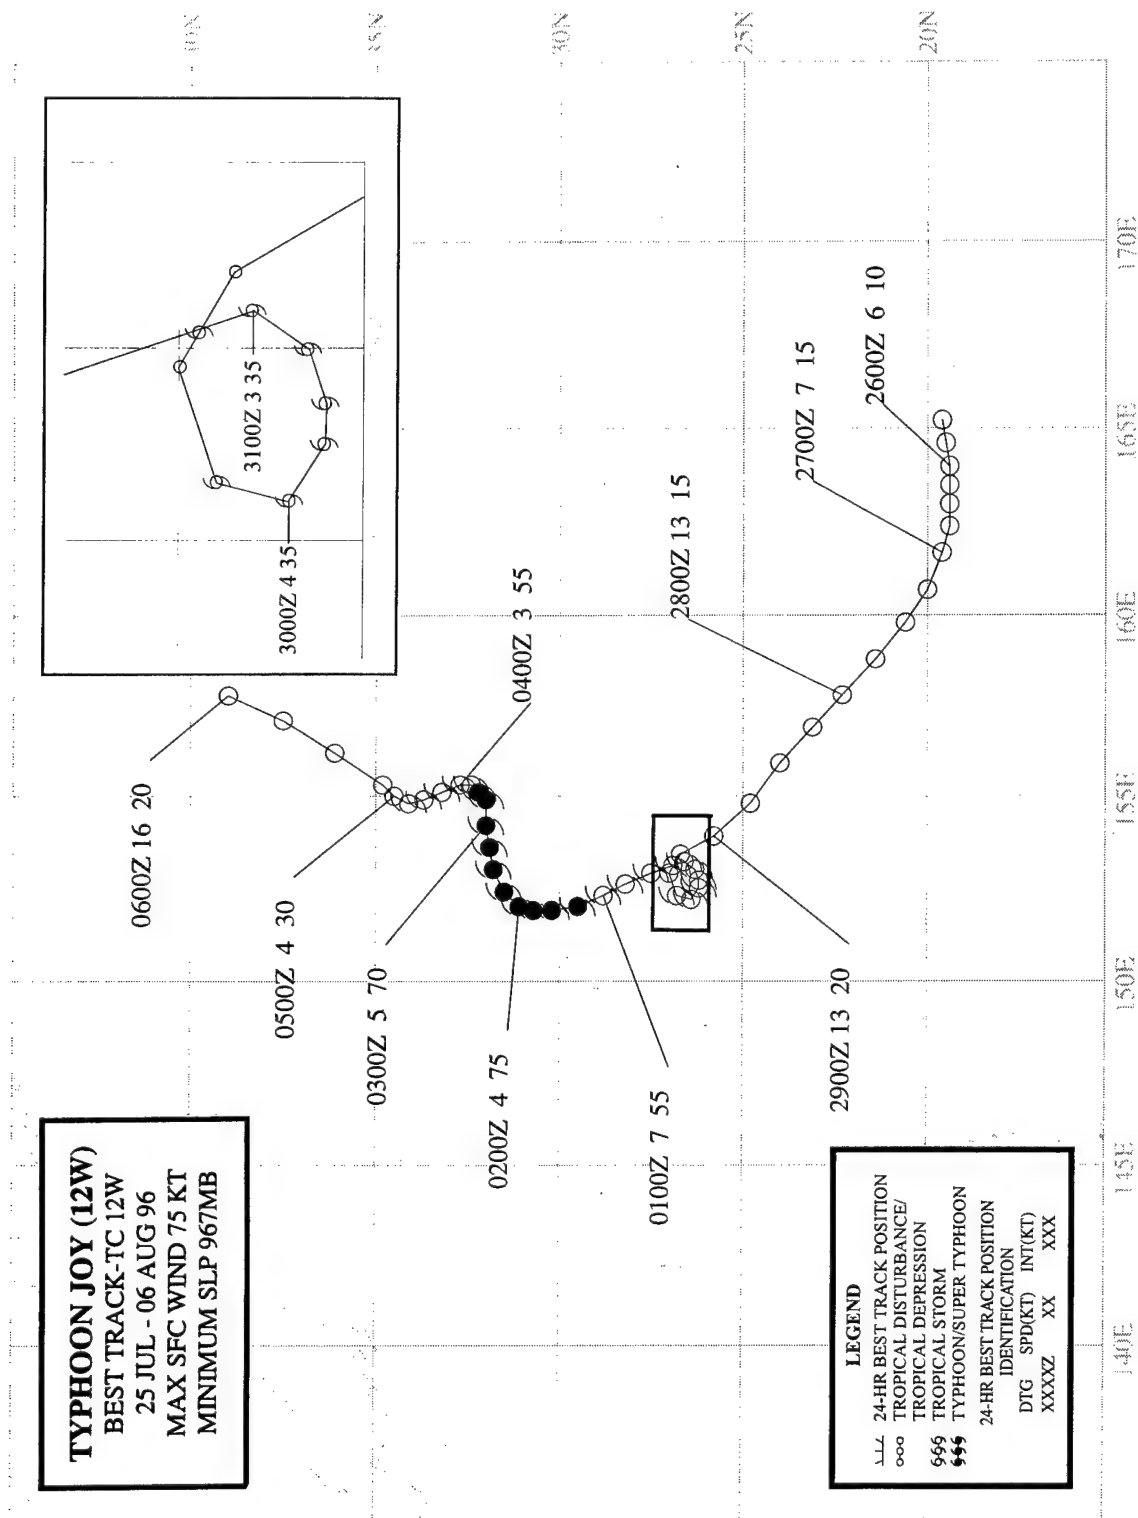 TYPHOON JOY (12W)
BEST TRACK-TC 12W
25 JUL - 06 AUG 96
MAX SFC WIND 75 KT
MINIMUM SLP 967MB
3000Z 4 35
3100Z 3 35
0600Z 16 20
0500Z 4 30
0400Z 3 55
0300Z 5 70
0200Z 4 75
0100Z 7 55
2900Z 13 20
2800Z 13 15
2700Z 7 15
2600Z 6 10
LEGEND
24-HR BEST TRACK POSITION
TROPICAL DISTURBANCE/
TROPICAL DEPRESSION
TROPICAL STORM
TYPHOON/SUPER TYPHOON
24-HR BEST TRACK POSITION
IDENTIFICATION
DTG SPD(KT) INT(KT)
XXXXZ XX XXX
30N
25N
20N
140E
145E
150E
155E
160E
165E
170E